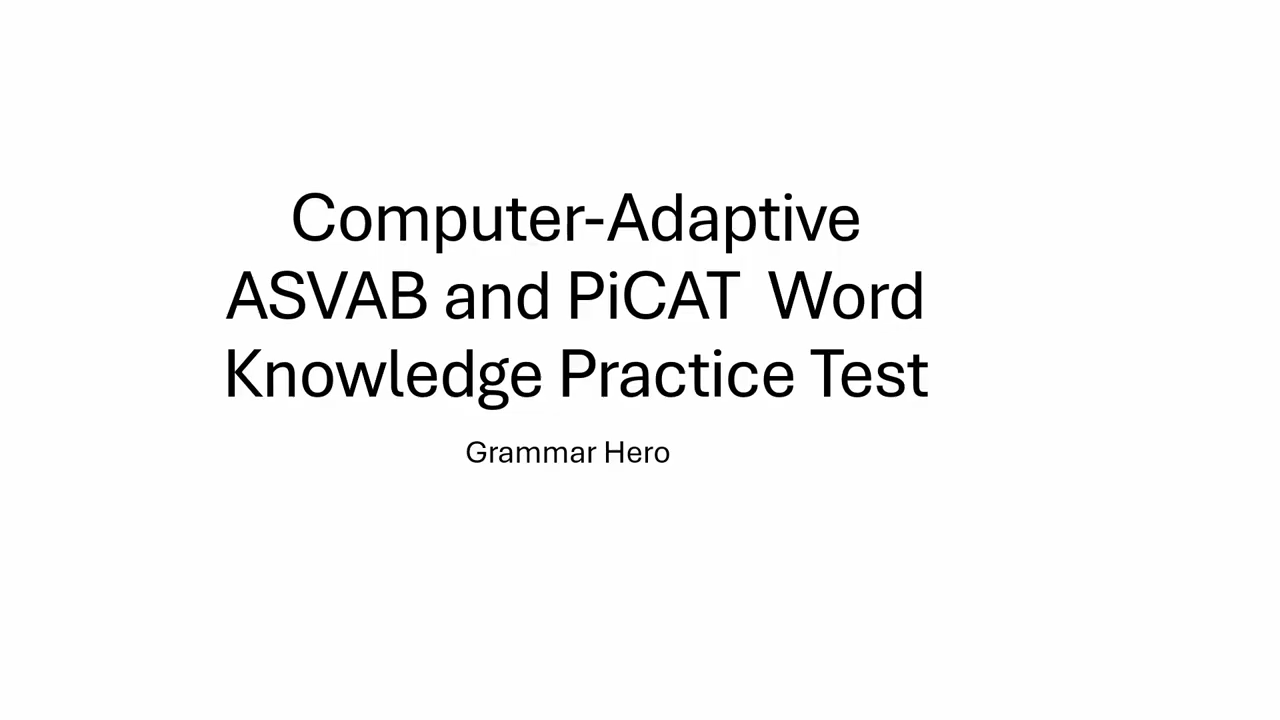 Computer-Adaptive
ASVAB and PiCAT Word
Knowledge Practice Test
Grammar Hero